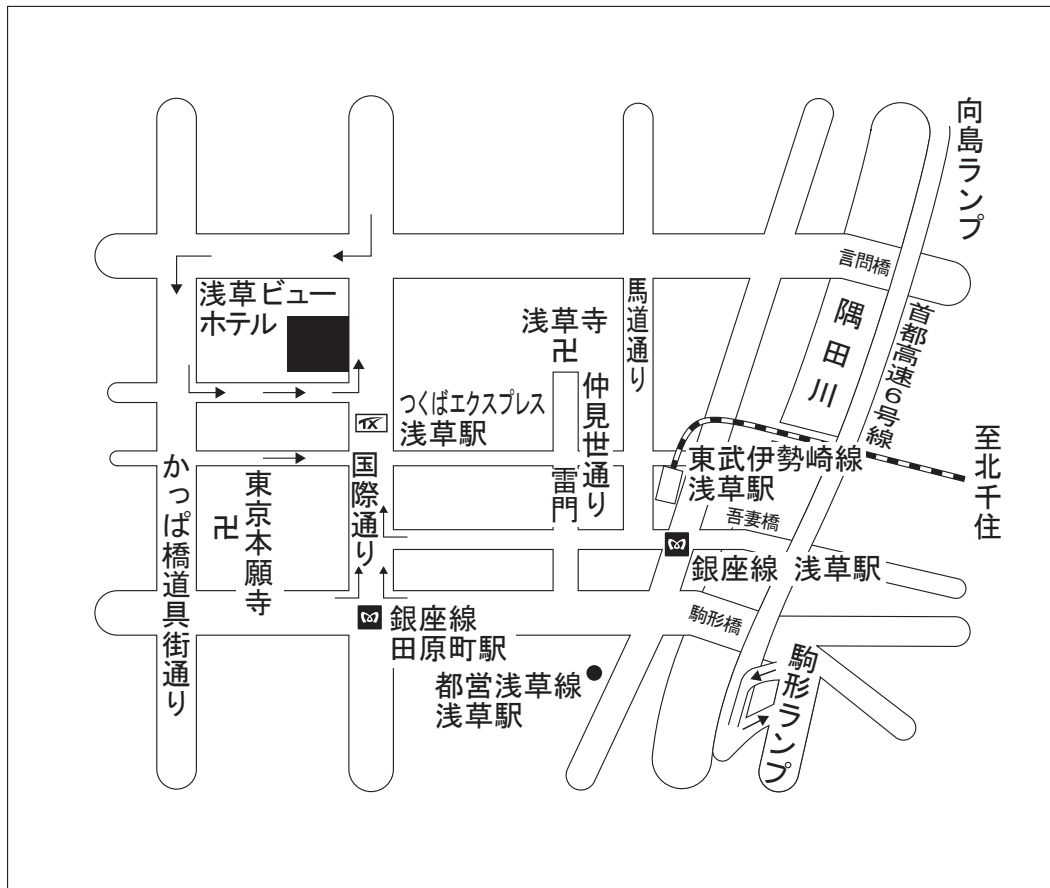 向島ランプ
言問橋
首都高速6号線
隅田川
馬道通り
浅草ビュー
ホテル
浅草寺
卍
仲見世通り
雷門
TX
つくばエクスプレス
浅草駅
東武伊勢崎線
浅草駅
至北千住
吾妻橋
かっぱ橋道具街通り
卍
東京本願寺
国際通り
銀座線 浅草駅
銀座線
田原町駅
駒形橋
都営浅草線
浅草駅
駒形ランプ